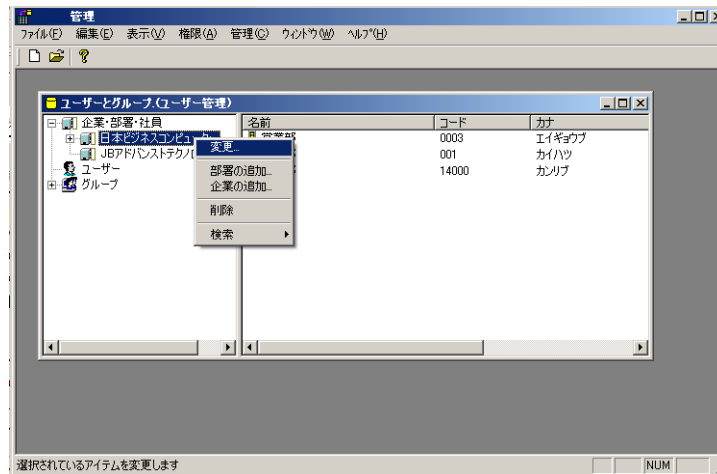 管理
ファイル(F) 編集(E) 表示(V) 権限(A) 管理(C) ウィンドウ(W) ヘルプ(H)
ユーザーとグループ.(ユーザー管理)
企業・部署・社員
日本ビジネスコンピュ
JBアドバンストテクノロ
ユーザー
グループ
名前 コード カナ
営業部 0003 エイギョウブ
001 カイハツ
14000 カンリブ
変更...
部署の追加...
企業の追加...
削除
検索
選択されているアイテムを変更します
NUM